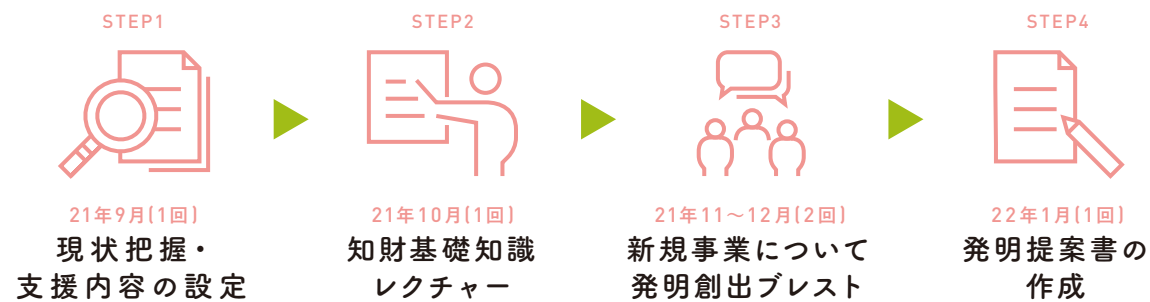 STEP1
21年9月(1回)
現状把握・
支援内容の設定
STEP2
21年10月(1回)
知財基礎知識
レクチャー
STEP3
21年11～12月(2回)
新規事業について
発明創出ブレスト
STEP4
22年1月(1回)
発明提案書の
作成